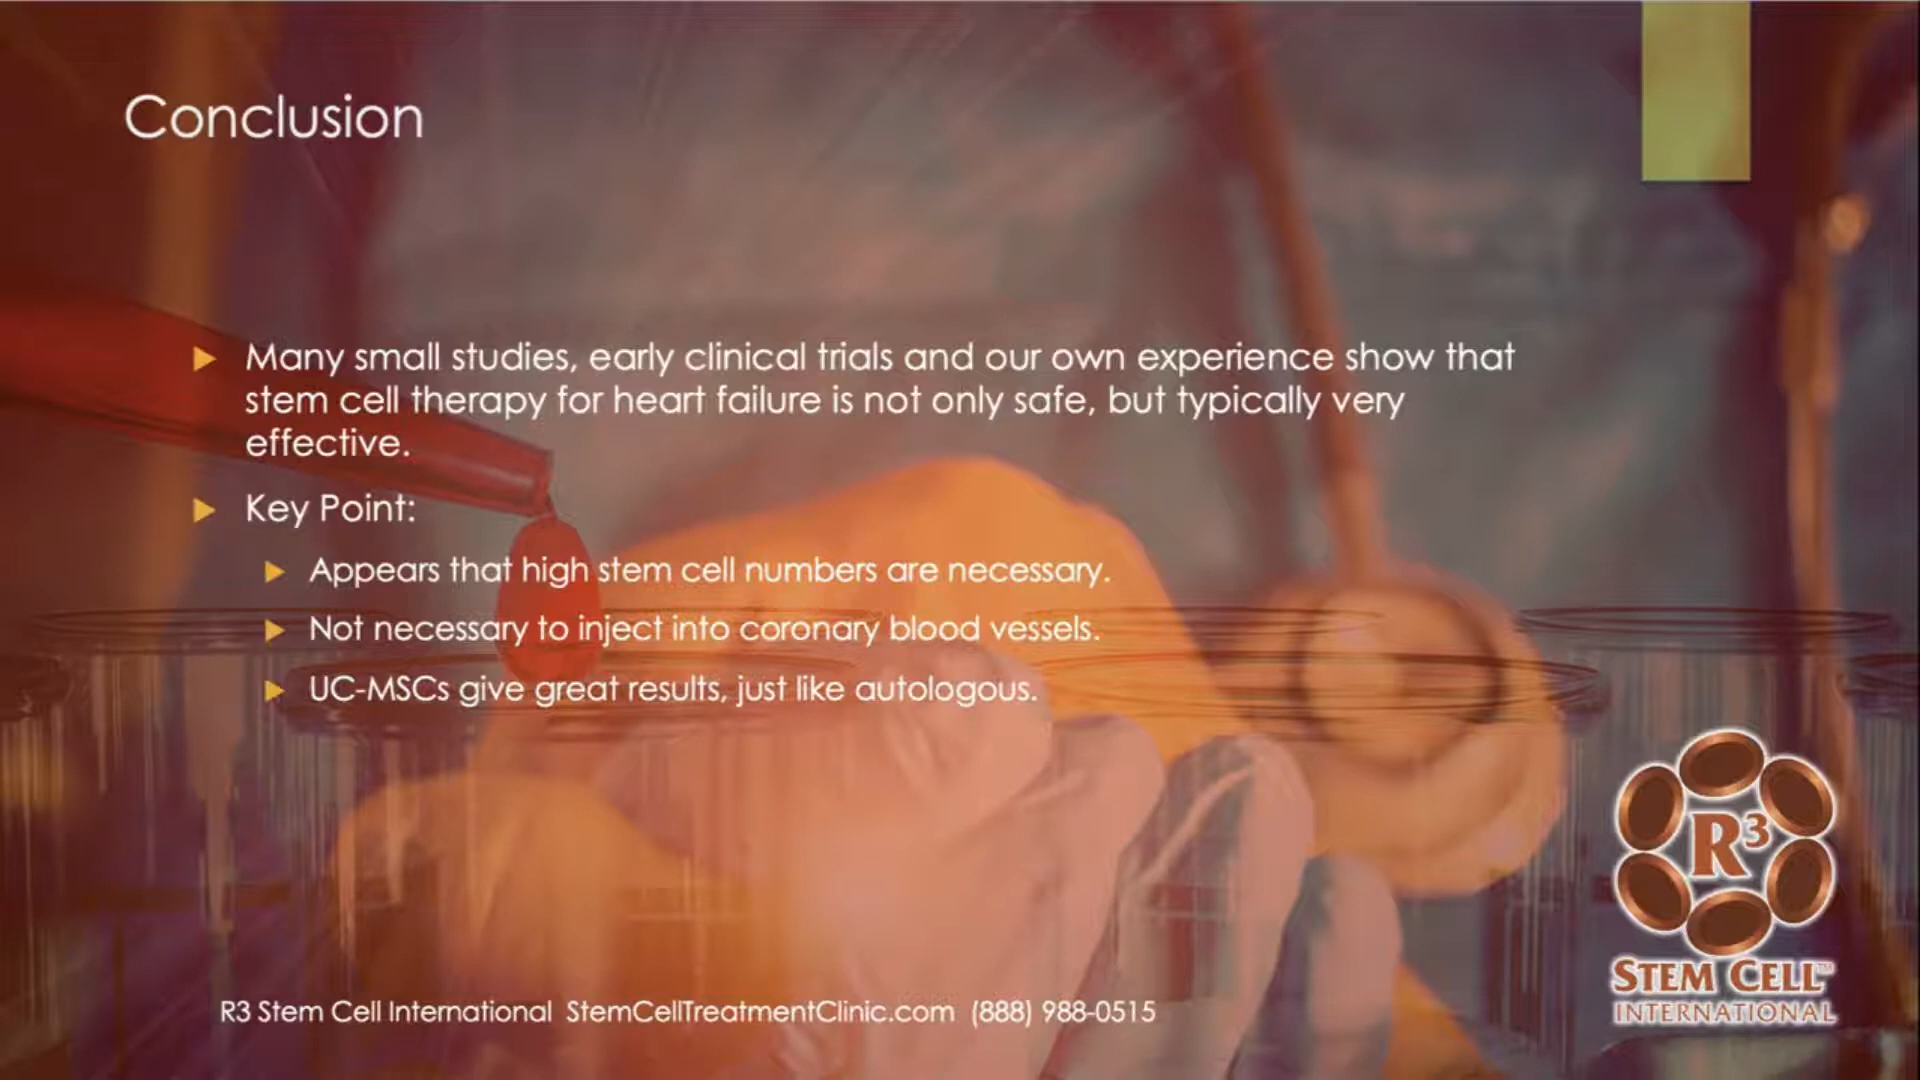 Conclusion
Many small studies, early clinical trials and our own experience show that
stem cell therapy for heart failure is not only safe, but typically very
effective.
Key Point:
Appears that high stem cell numbers are necessary.
Not necessary to inject into coronary blood vessels.
UC-MSCs give great results, just like autologous.
R3
STEM CELL™
INTERNATIONAL
R3 Stem Cell International StemCellTreatmentClinic.com (888) 988-0515